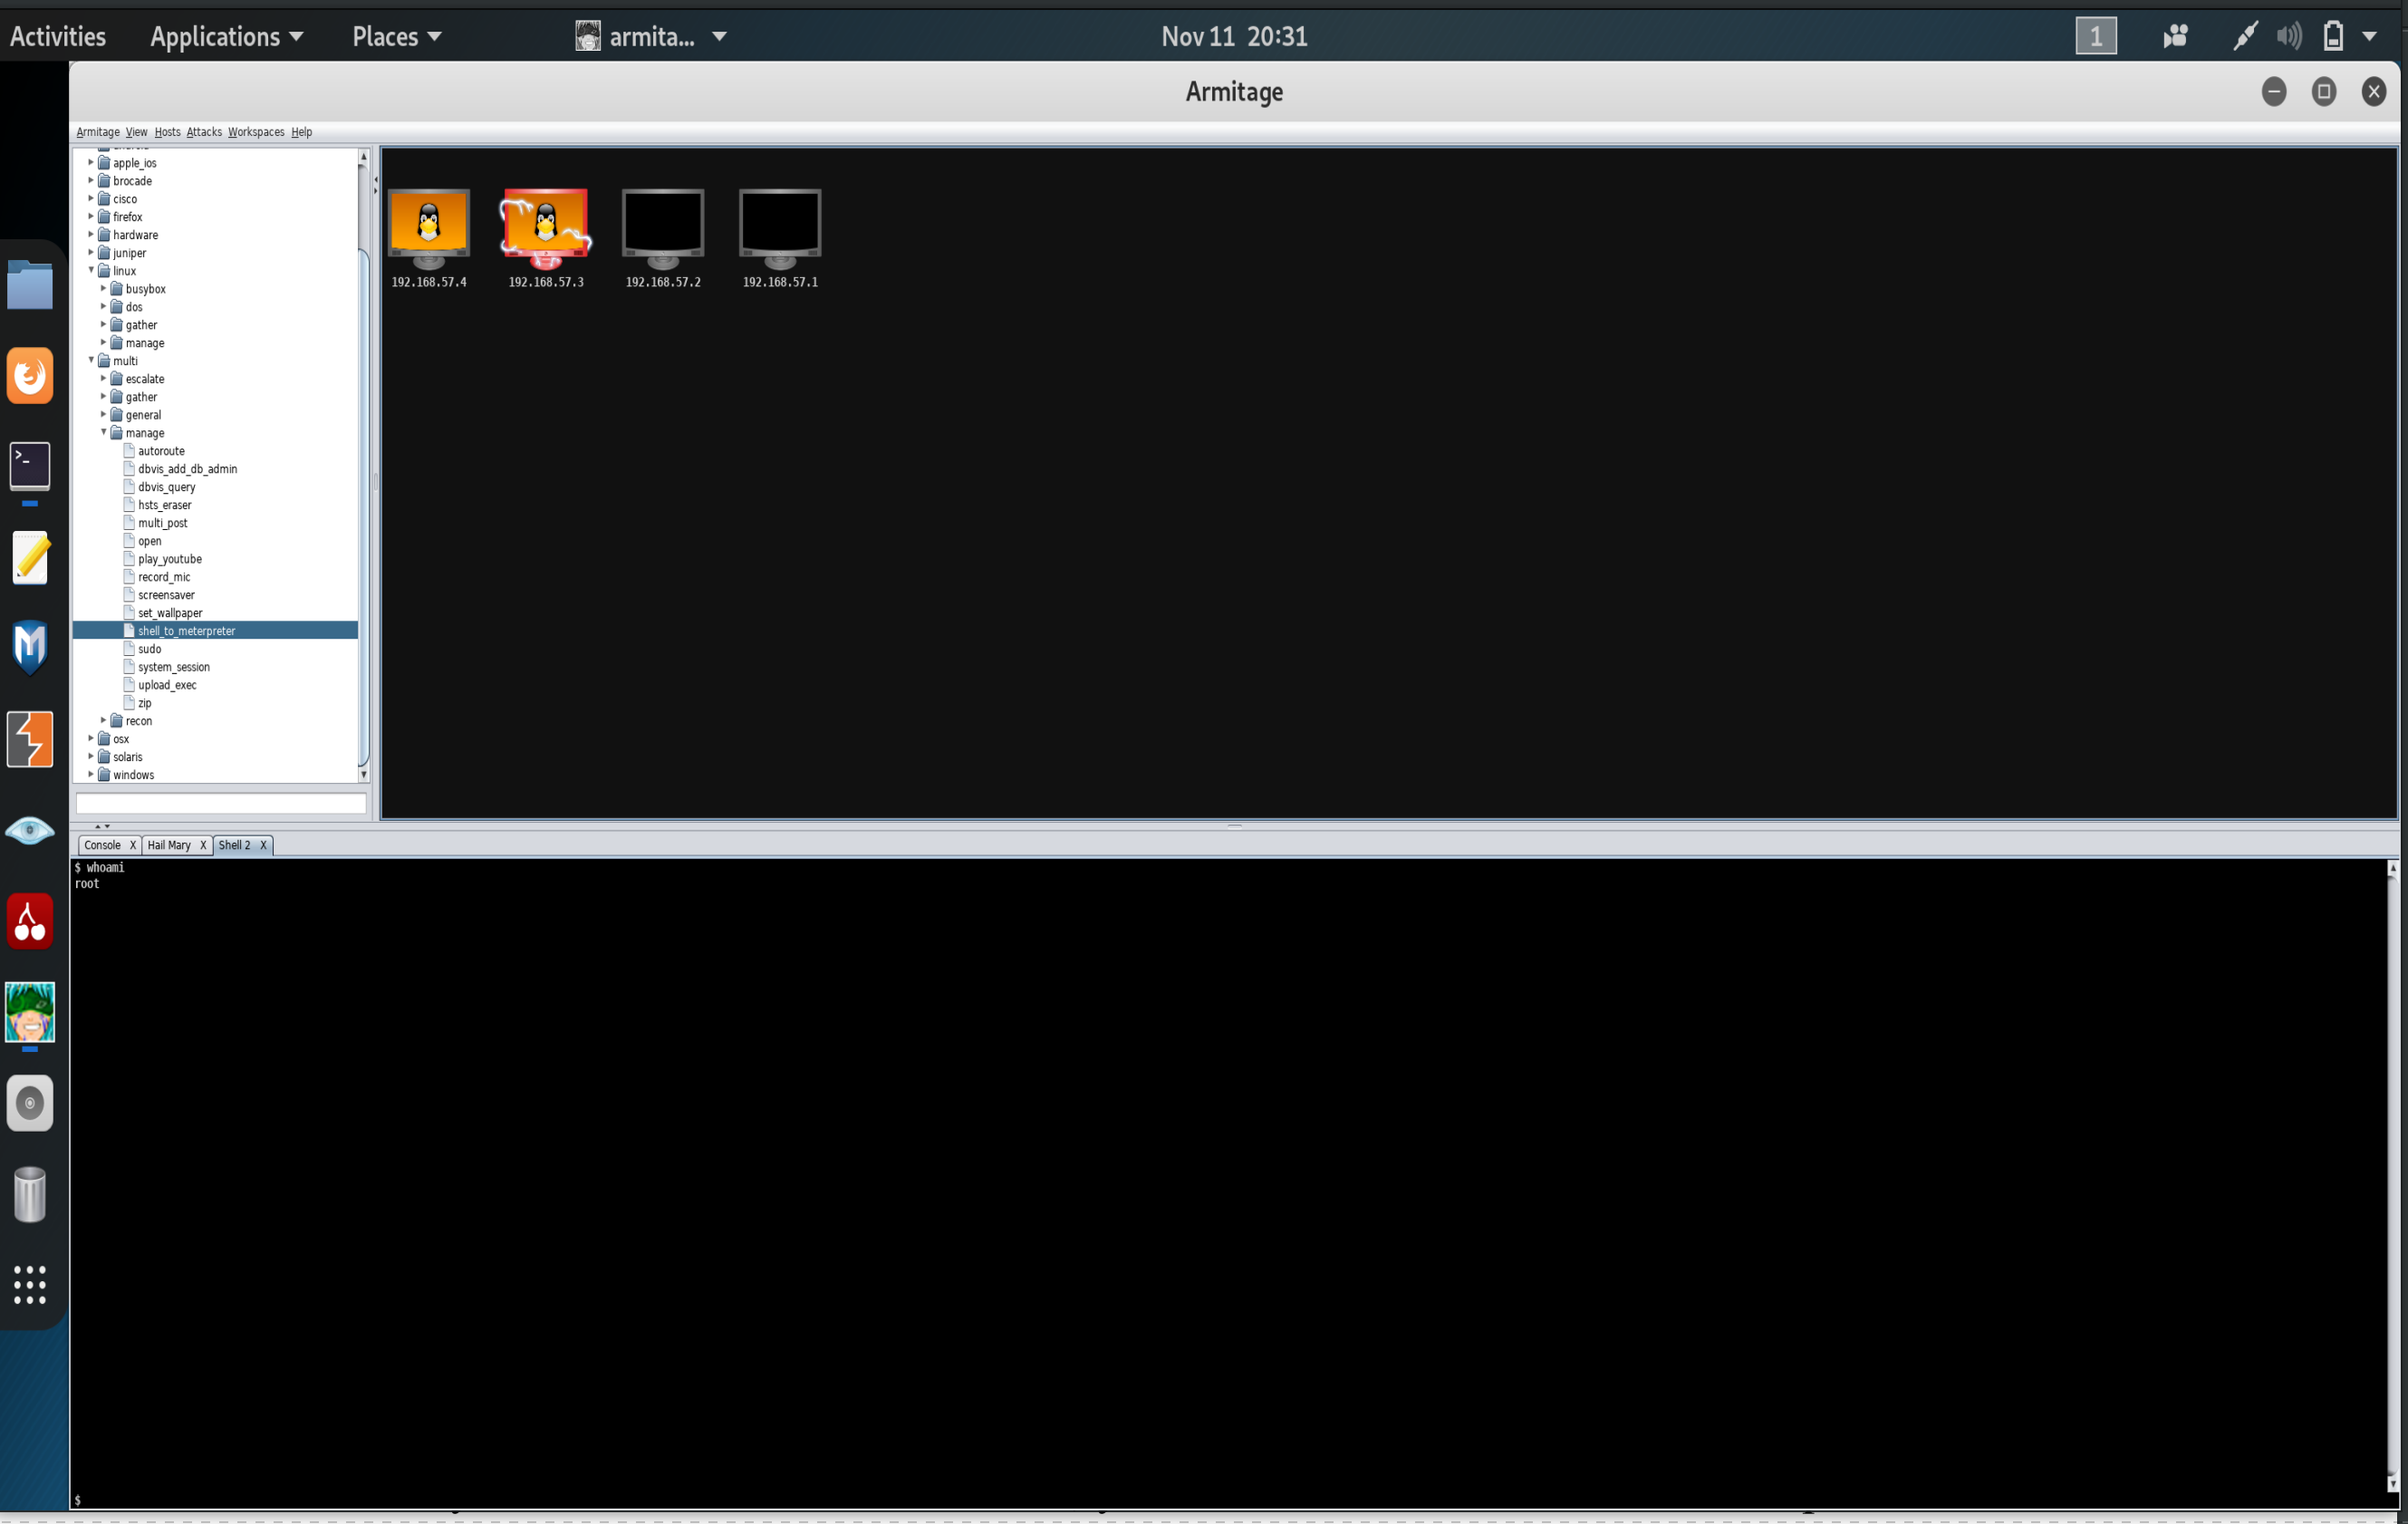 Activities Applications Places armita... Nov 11 20:31 1
Armitage
Armitage View Hosts Attacks Workspaces Help
apple_ios
brocade
cisco
firefox
hardware
juniper
linux
busybox
dos
gather
manage
multi
escalate
gather
general
manage
autoroute
dbvis_add_db_admin
dbvis_query
hsts_eraser
multi_post
open
play_youtube
record_mic
screensaver
set_wallpaper
shell_to_meterpreter
sudo
system_session
upload_exec
zip
recon
osx
solaris
windows
192.168.57.4 192.168.57.3 192.168.57.2 192.168.57.1
Console X Hail Mary X Shell 2 X
$ whoami
root
$